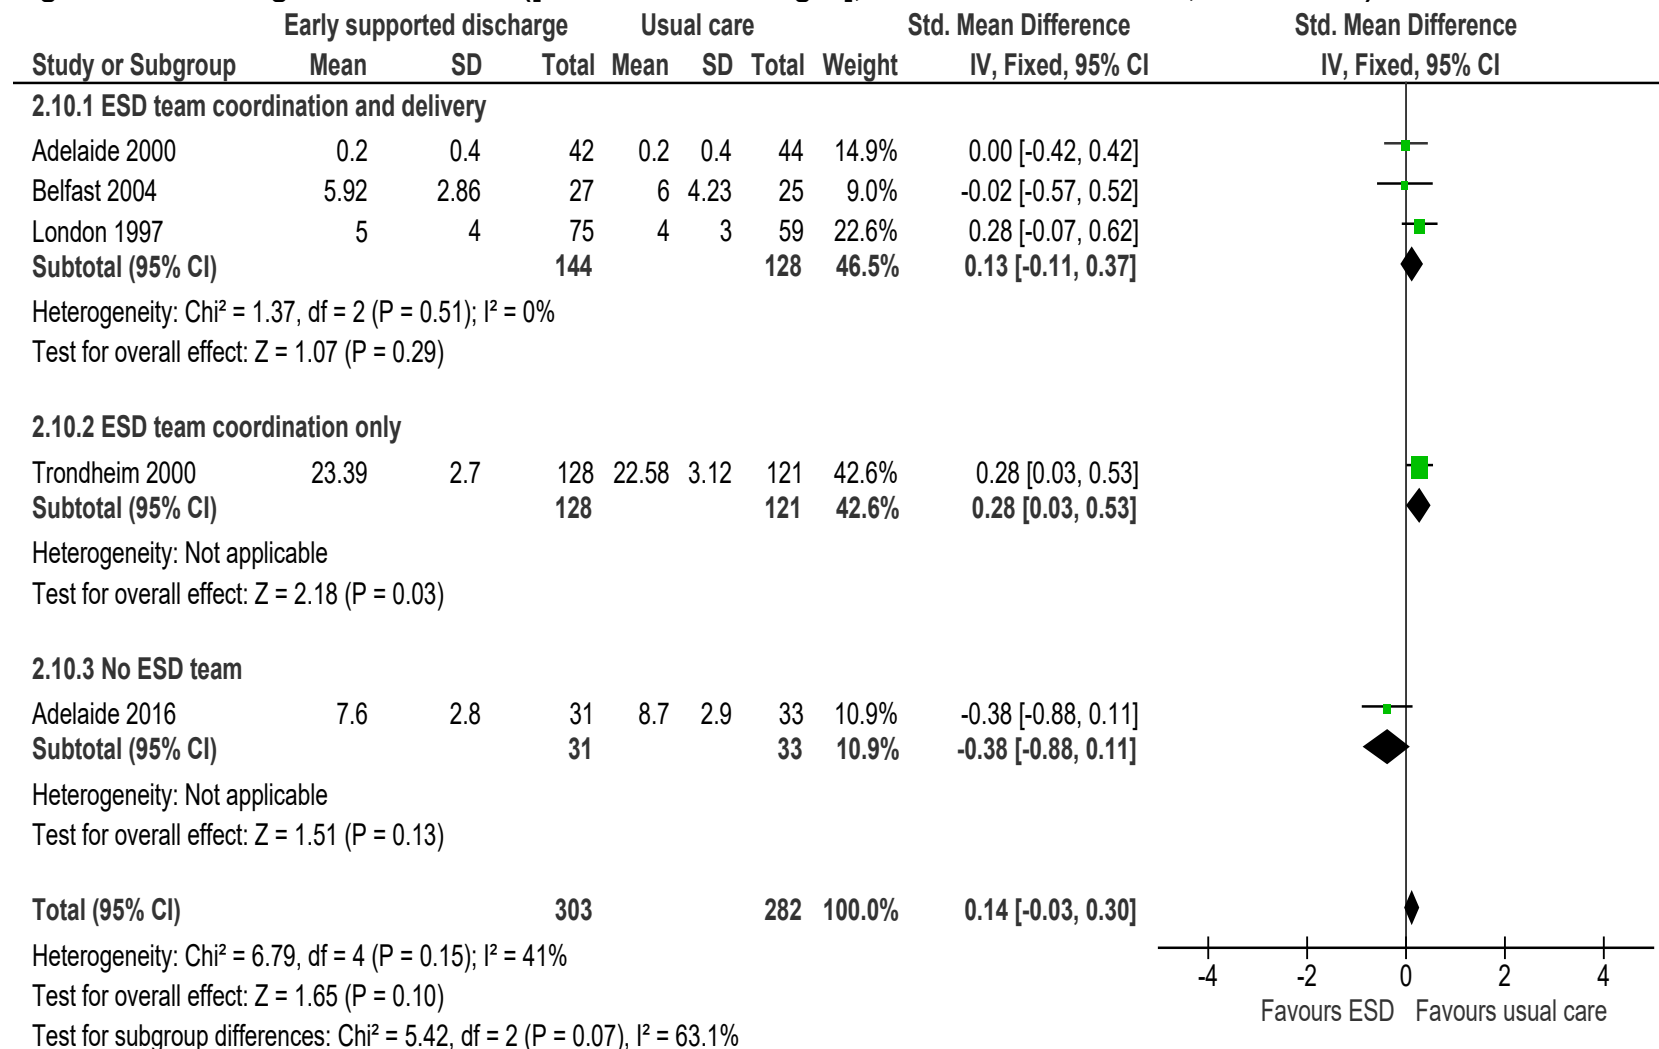 Early supported discharge Usual care Std. Mean Difference Std. Mean Difference
Study or Subgroup Mean SD Total Mean SD Total Weight IV, Fixed, 95% CI IV, Fixed, 95% CI
2.10.1 ESD team coordination and delivery
Adelaide 2000 0.2 0.4 42 0.2 0.4 44 14.9% 0.00 [-0.42, 0.42]
Belfast 2004 5.92 2.86 27 6 4.23 25 9.0% -0.02 [-0.57, 0.52]
London 1997 5 4 75 4 3 59 22.6% 0.28 [-0.07, 0.62]
Subtotal (95% CI) 144 128 46.5% 0.13 [-0.11, 0.37]
Heterogeneity: Chi² = 1.37, df = 2 (P = 0.51); I² = 0%
Test for overall effect: Z = 1.07 (P = 0.29)
2.10.2 ESD team coordination only
Trondheim 2000 23.39 2.7 128 22.58 3.12 121 42.6% 0.28 [0.03, 0.53]
Subtotal (95% CI) 128 121 42.6% 0.28 [0.03, 0.53]
Heterogeneity: Not applicable
Test for overall effect: Z = 2.18 (P = 0.03)
2.10.3 No ESD team
Adelaide 2016 7.6 2.8 31 8.7 2.9 33 10.9% -0.38 [-0.88, 0.11]
Subtotal (95% CI) 31 33 10.9% -0.38 [-0.88, 0.11]
Heterogeneity: Not applicable
Test for overall effect: Z = 1.51 (P = 0.13)
Total (95% CI) 303 282 100.0% 0.14 [-0.03, 0.30]
Heterogeneity: Chi² = 6.79, df = 4 (P = 0.15); I² = 41%
Test for overall effect: Z = 1.65 (P = 0.10)
Test for subgroup differences: Chi² = 5.42, df = 2 (P = 0.07), I² = 63.1%
-4 -2 0 2 4
Favours ESD Favours usual care